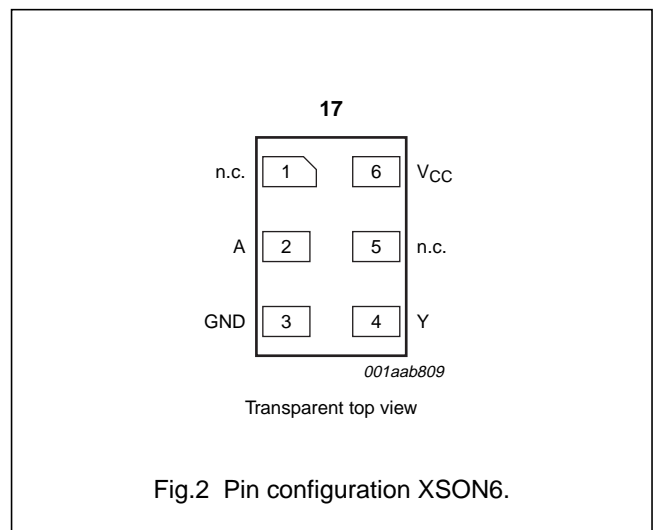 17
n.c. 1 6 VCC
A 2 5 n.c.
GND 3 4 Y
001aab809
Transparent top view
Fig.2 Pin configuration XSON6.